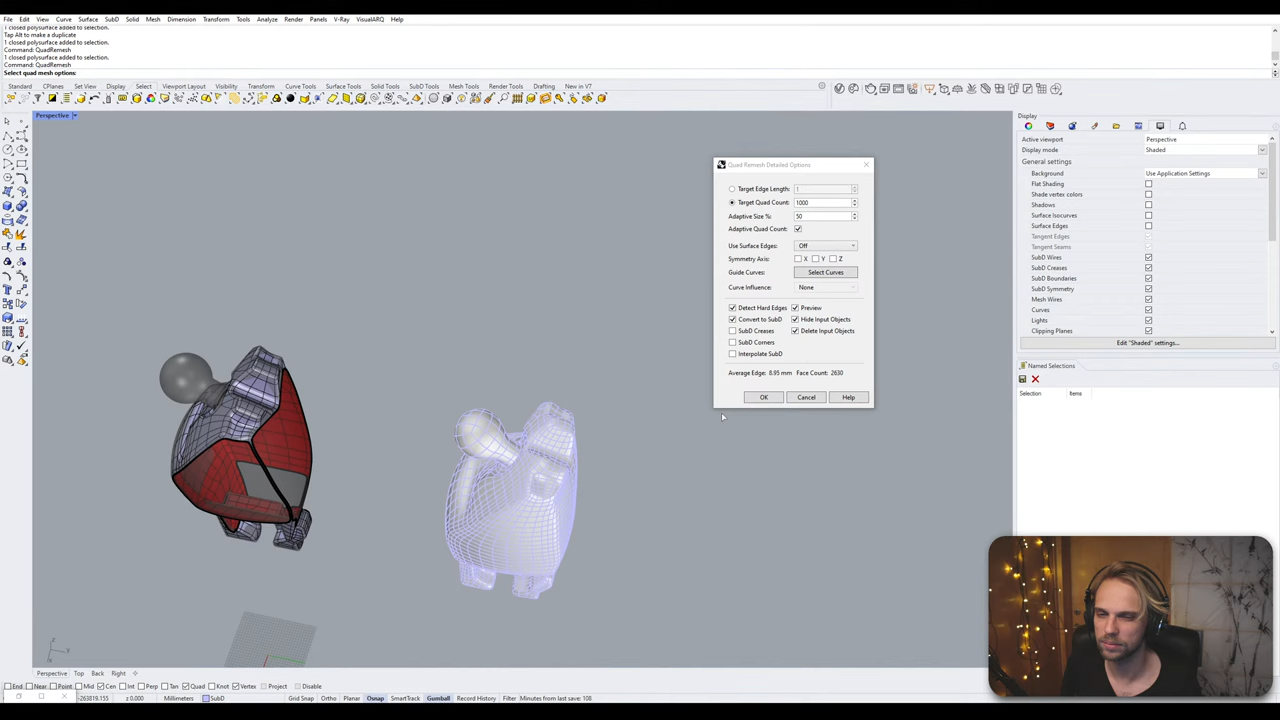 File Edit View Curve Surface SubD Solid Mesh Dimension Transform Tools Analyze Render Panels V-Ray VisualARQ Help
1 closed polysurface added to selection.
Tap Alt to make a duplicate
1 closed polysurface added to selection.
Command: QuadRemesh
1 closed polysurface added to selection.
Command: QuadRemesh
Select quad mesh options:
Standard CPlanes Set View Display Select Viewport Layout Visibility Transform Curve Tools Surface Tools Solid Tools SubD Tools Mesh Tools Render Tools Drafting New in V7
Perspective
Quad Remesh Detailed Options
Target Edge Length: 1
Target Quad Count: 1000
Adaptive Size %: 50
Adaptive Quad Count:
Use Surface Edges: Off
Symmetry Axis: X Y Z
Guide Curves: Select Curves
Curve Influence: None
Detect Hard Edges Preview
Convert to SubD Hide Input Objects
SubD Creases Delete Input Objects
SubD Corners
Interpolate SubD
Average Edge: 8.95 mm Face Count: 2630
OK Cancel Help
Display
Active viewport Perspective
Display mode Shaded
General settings
Background Use Application Settings
Flat Shading
Shade vertex colors
Shadows
Surface Isocurves
Surface Edges
Tangent Edges
Tangent Seams
SubD Wires
SubD Creases
SubD Boundaries
SubD Symmetry
Mesh Wires
Curves
Lights
Clipping Planes
Edit "Shaded" settings...
Named Selections
Selection Items
z
y
Perspective Top Front Back Right
End Near Point Mid Cen Int Perp Tan Quad Knot Vertex Project Disable
-263819.155 z 0.000 Millimeters SubD Grid Snap Ortho Planar Osnap SmartTrack Gumball Record History Filter Minutes from last save: 108